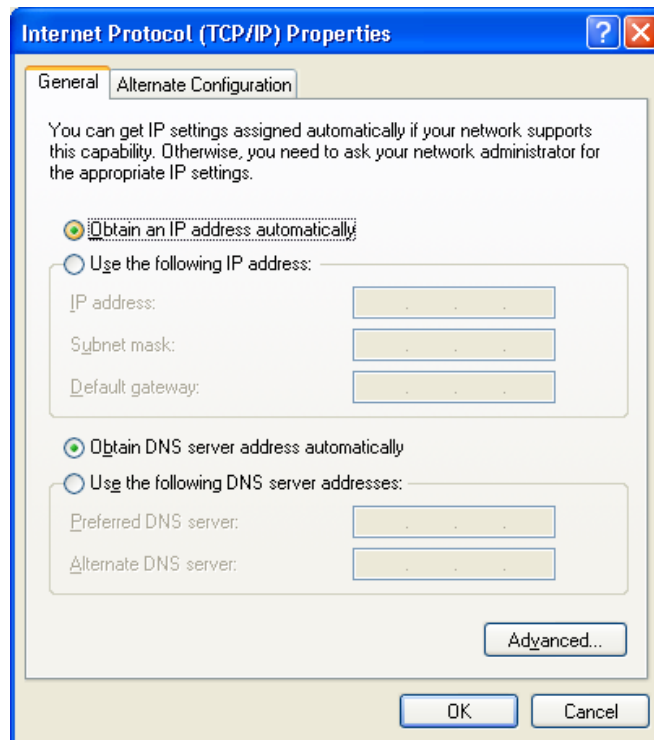 Internet Protocol (TCP/IP) Properties
General
Alternate Configuration
You can get IP settings assigned automatically if your network supports
this capability. Otherwise, you need to ask your network administrator for
the appropriate IP settings.
Obtain an IP address automatically
Use the following IP address:
IP address:
Subnet mask:
Default gateway:
Obtain DNS server address automatically
Use the following DNS server addresses:
Preferred DNS server:
Alternate DNS server:
Advanced...
OK
Cancel